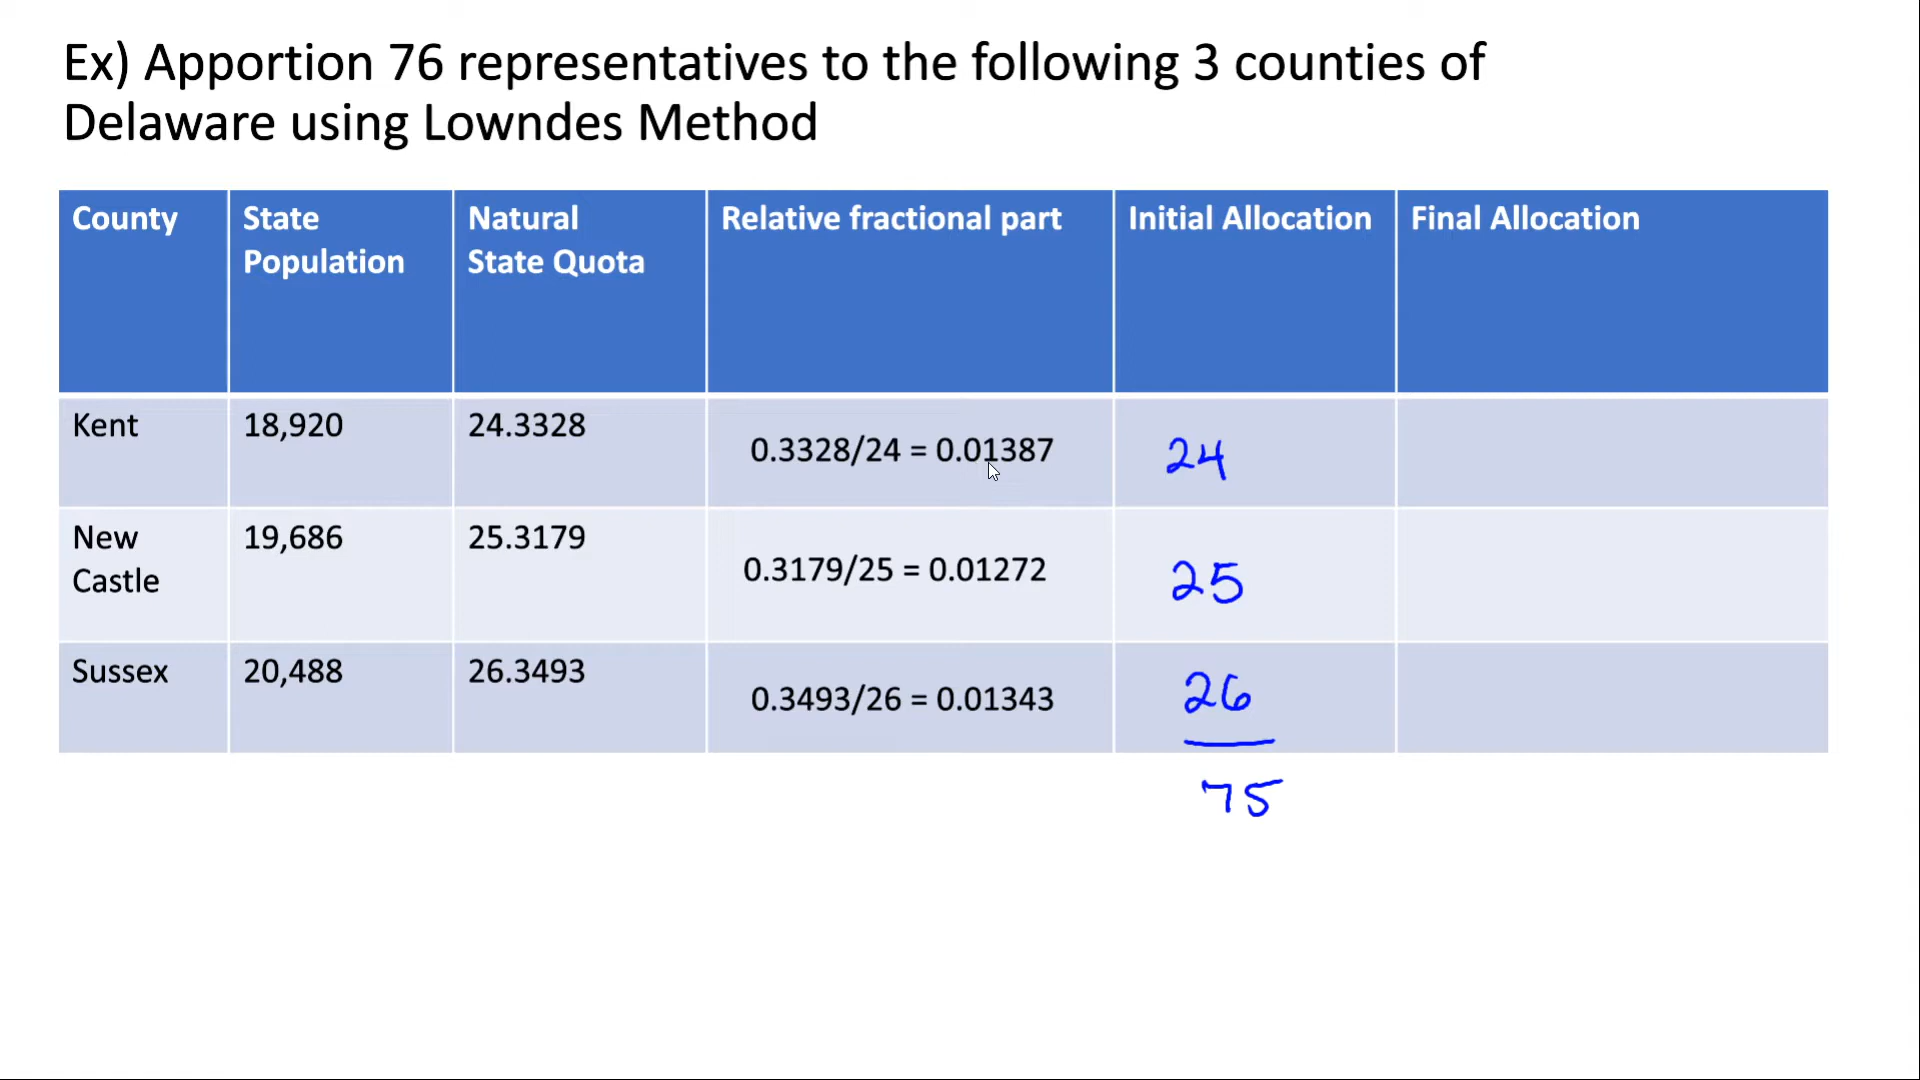 Ex) Apportion 76 representatives to the following 3 counties of
Delaware using Lowndes Method
County State Natural Relative fractional part Initial Allocation Final Allocation
Population State Quota
Kent 18,920 24.3328 0.3328/24 = 0.01387 24
New 19,686 25.3179 0.3179/25 = 0.01272 25
Castle
Sussex 20,488 26.3493 0.3493/26 = 0.01343 26
75